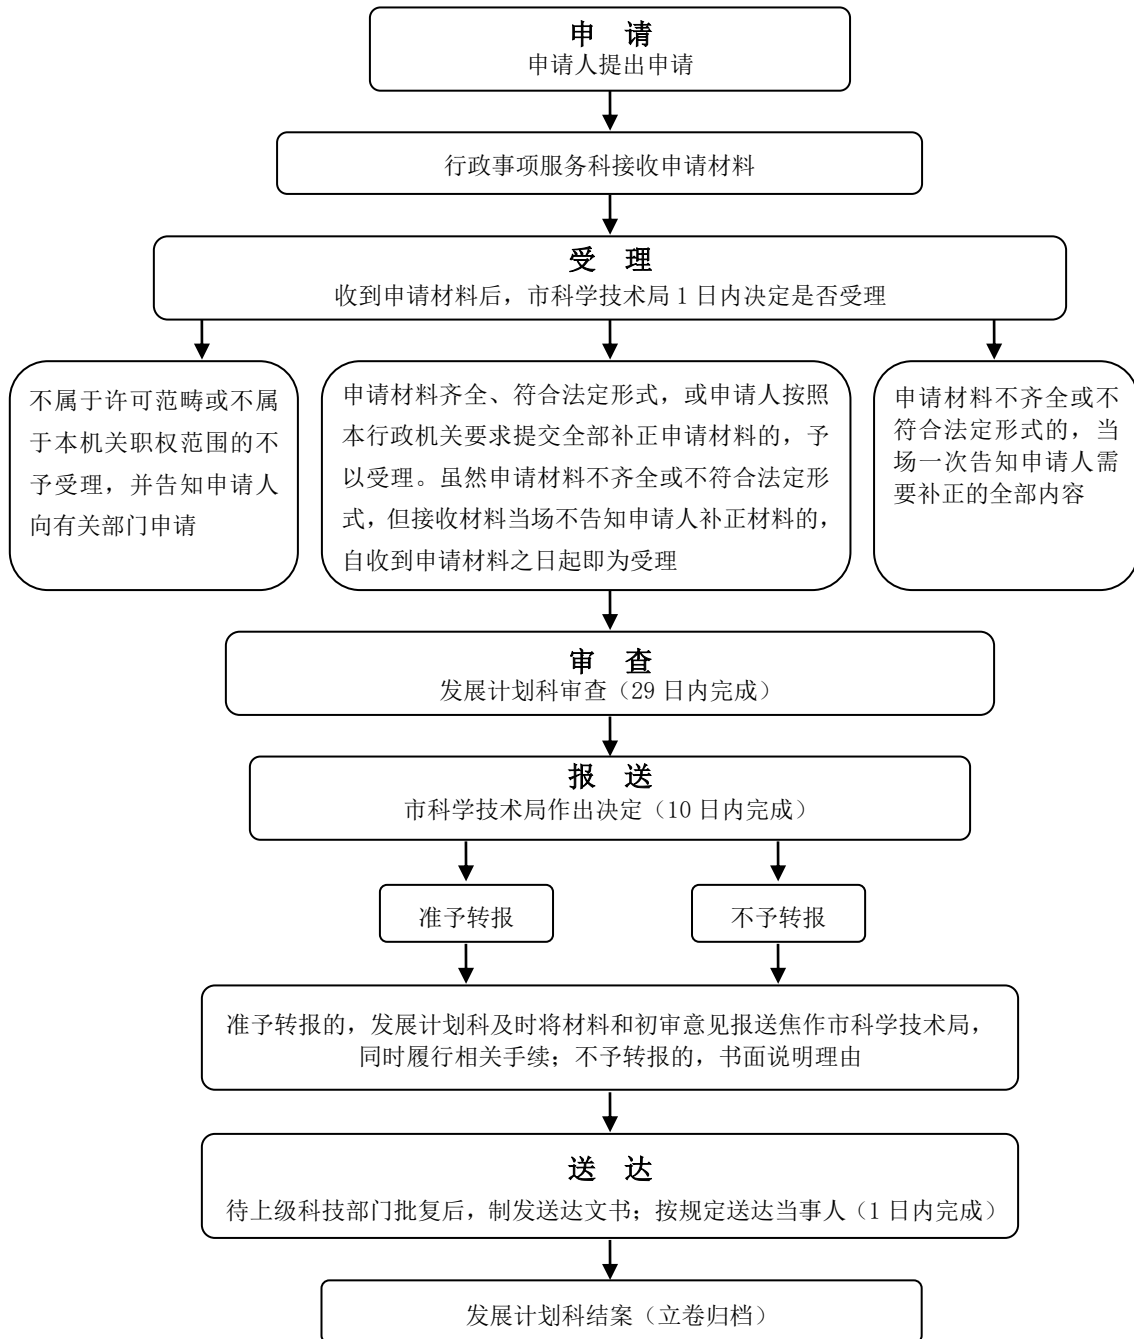 申 请
申请人提出申请
行政事项服务科接收申请材料
受 理
收到申请材料后，市科学技术局 1 日内决定是否受理
不属于许可范畴或不属
于本机关职权范围的不
予受理，并告知申请人
向有关部门申请
申请材料齐全、符合法定形式，或申请人按照
本行政机关要求提交全部补正申请材料的，予
以受理。虽然申请材料不齐全或不符合法定形
式，但接收材料当场不告知申请人补正材料的，
自收到申请材料之日起即为受理
申请材料不齐全或不
符合法定形式的，当
场一次告知申请人需
要补正的全部内容
审 查
发展计划科审查（29 日内完成）
报 送
市科学技术局作出决定（10 日内完成）
准予转报
不予转报
准予转报的，发展计划科及时将材料和初审意见报送焦作市科学技术局，
同时履行相关手续；不予转报的，书面说明理由
送 达
待上级科技部门批复后，制发送达文书；按规定送达当事人（1 日内完成）
发展计划科结案（立卷归档）